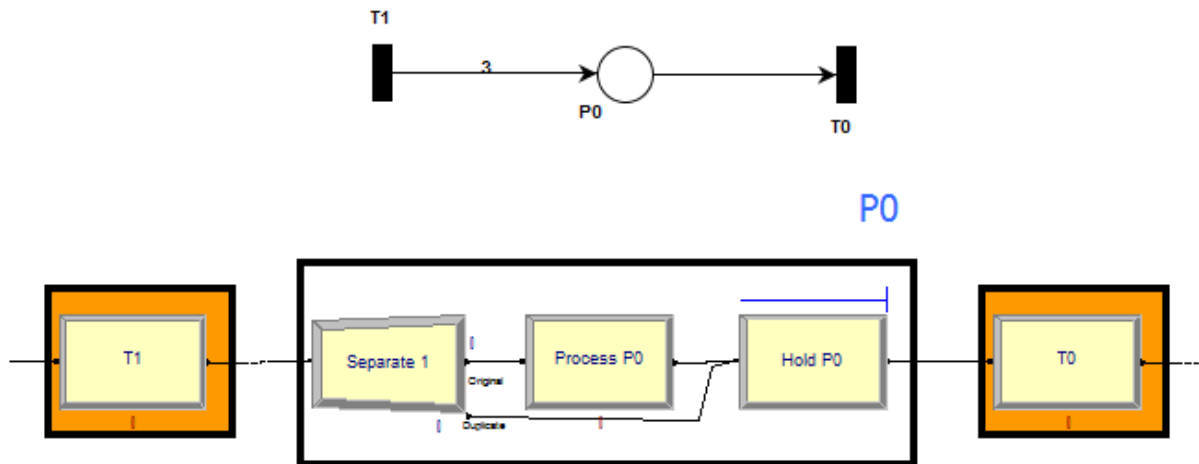 T1
3
P0
T0
P0
T1
Separate 1
Original
Duplicate
Process P0
Hold P0
T0